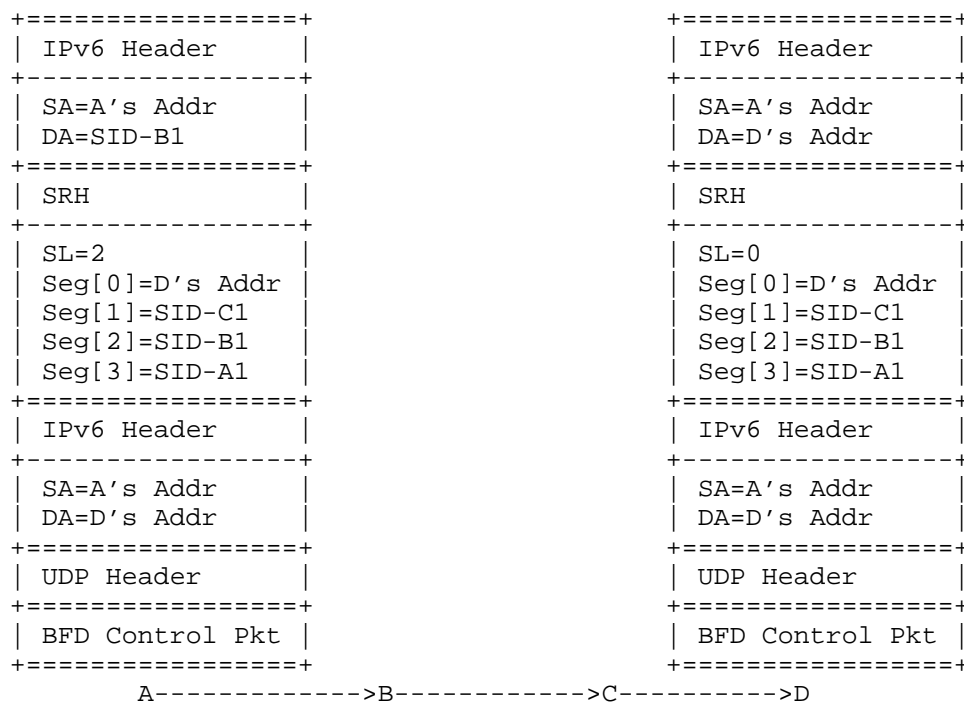 +=================+                      +=================+
| IPv6 Header     |                      | IPv6 Header     |
+-----------------+                      +-----------------+
| SA=A's Addr     |                      | SA=A's Addr     |
| DA=SID-B1       |                      | DA=D's Addr     |
+=================+                      +=================+
| SRH             |                      | SRH             |
+-----------------+                      +-----------------+
| SL=2            |                      | SL=0            |
| Seg[0]=D's Addr |                      | Seg[0]=D's Addr |
| Seg[1]=SID-C1   |                      | Seg[1]=SID-C1   |
| Seg[2]=SID-B1   |                      | Seg[2]=SID-B1   |
| Seg[3]=SID-A1   |                      | Seg[3]=SID-A1   |
+=================+                      +=================+
| IPv6 Header     |                      | IPv6 Header     |
+-----------------+                      +-----------------+
| SA=A's Addr     |                      | SA=A's Addr     |
| DA=D's Addr     |                      | DA=D's Addr     |
+=================+                      +=================+
| UDP Header      |                      | UDP Header      |
+=================+                      +=================+
| BFD Control Pkt |                      | BFD Control Pkt |
+=================+                      +=================+
        A------------->B------------>C---------->D